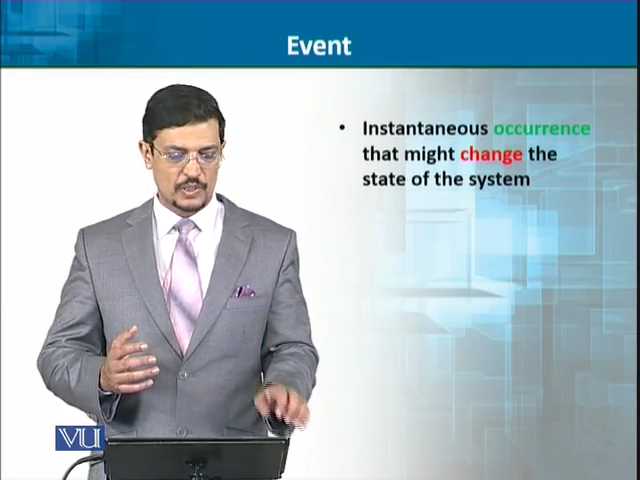 Event
• Instantaneous occurrence
that might change the
state of the system
VU